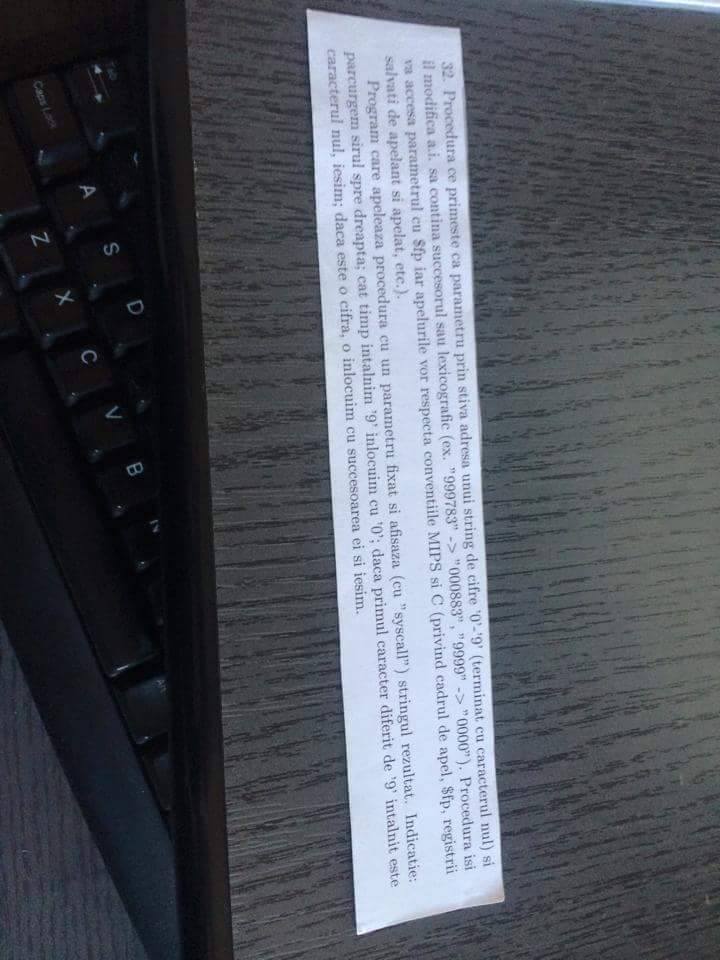 32. Procedura ce primeste ca parametru prin stiva adresa unui string de cifre '0'-'9' (terminat cu caracterul nul) si
il modifica a.i. sa contina succesorul sau lexicografic (ex. "999783" -> "000883", "9999" -> "0000"). Procedura isi
va accesa parametrul cu $fp iar apelurile vor respecta conventiile MIPS si C (privind cadrul de apel, $fp, registrii
salvati de apelant si apelat, etc.).
Program care apeleaza procedura cu un parametru fixat si afisaza (cu "syscall") stringul rezultat. Indicatie:
parcurgem sirul spre dreapta; cat timp intalnim '9' inlocuim cu '0'; daca primul caracter diferit de '9' intalnit este
caracterul nul, iesim; daca este o cifra, o inlocuim cu succesoarea ei si iesim.
Tab
Caps Lock
A
S
D
Z
X
C
V
B
N